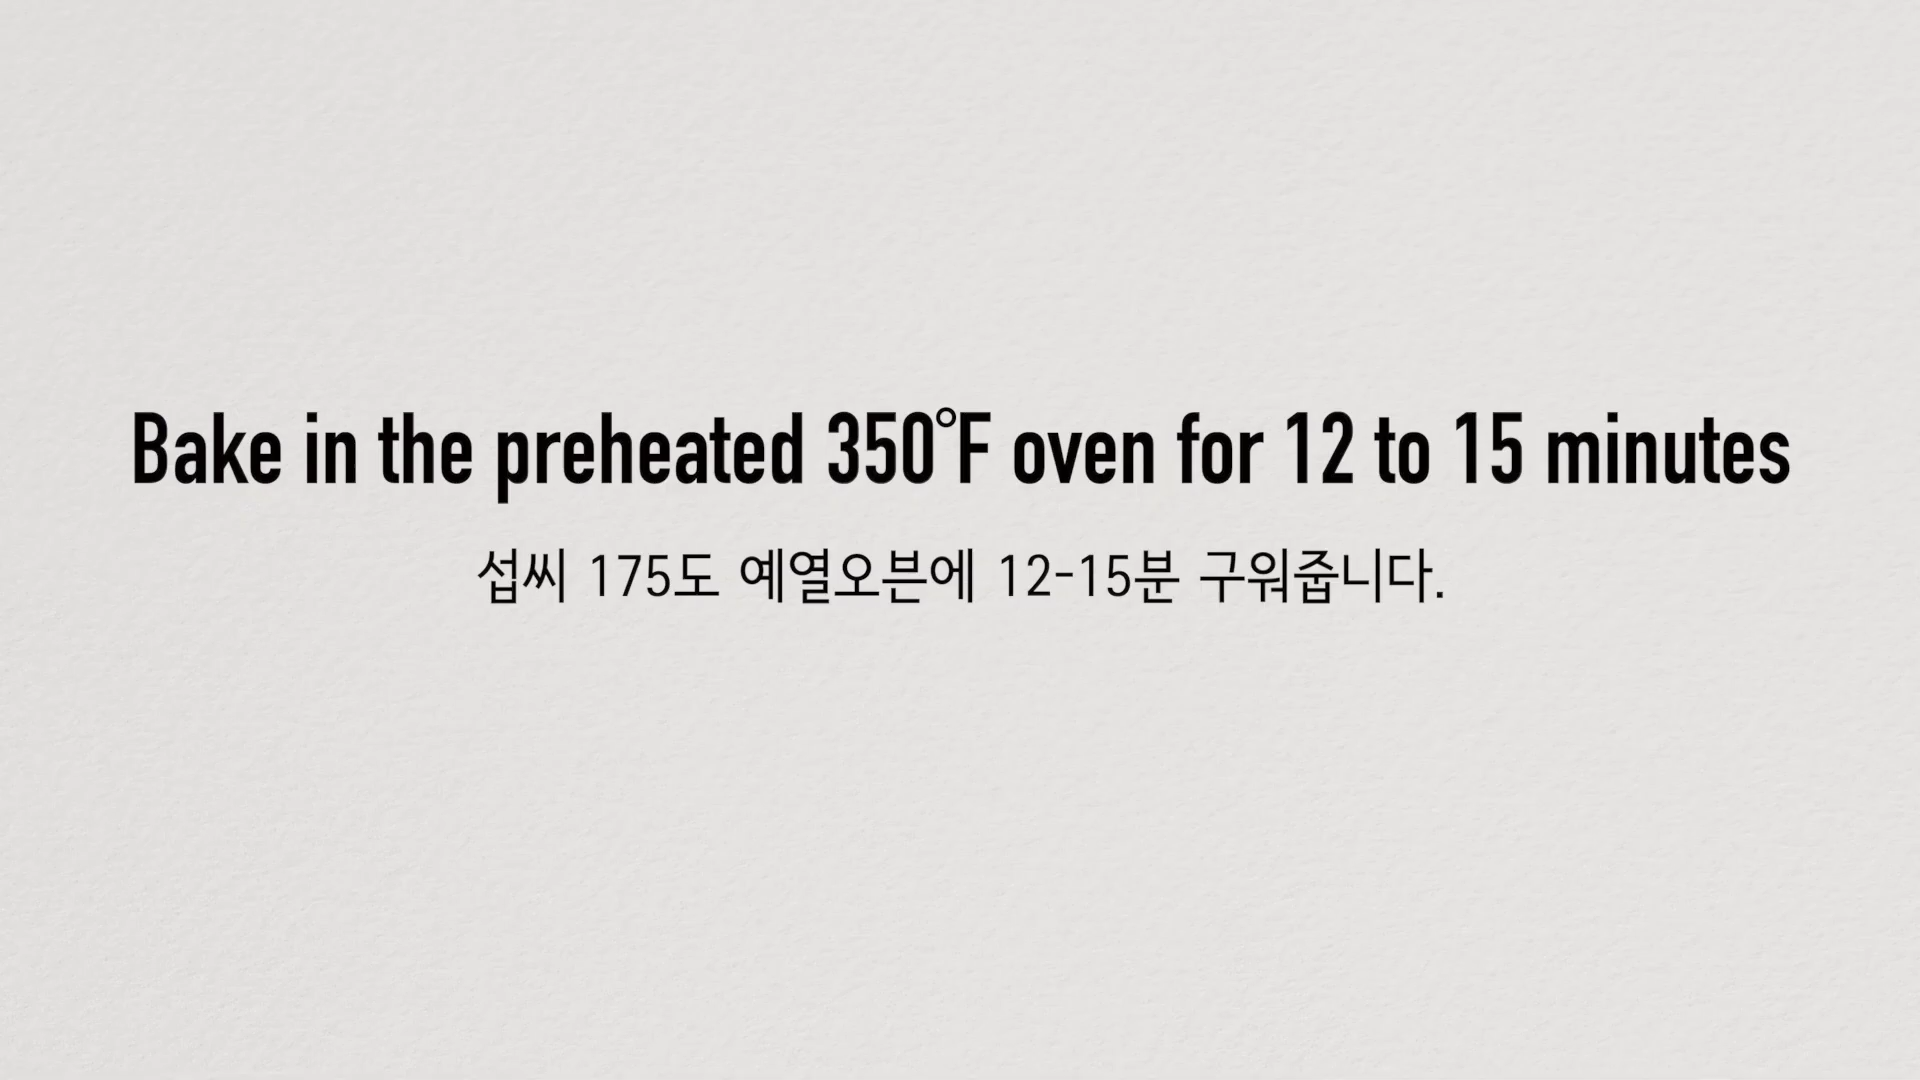 Bake in the preheated 350°F oven for 12 to 15 minutes
섭씨 175도 예열오븐에 12-15분 구워줍니다.